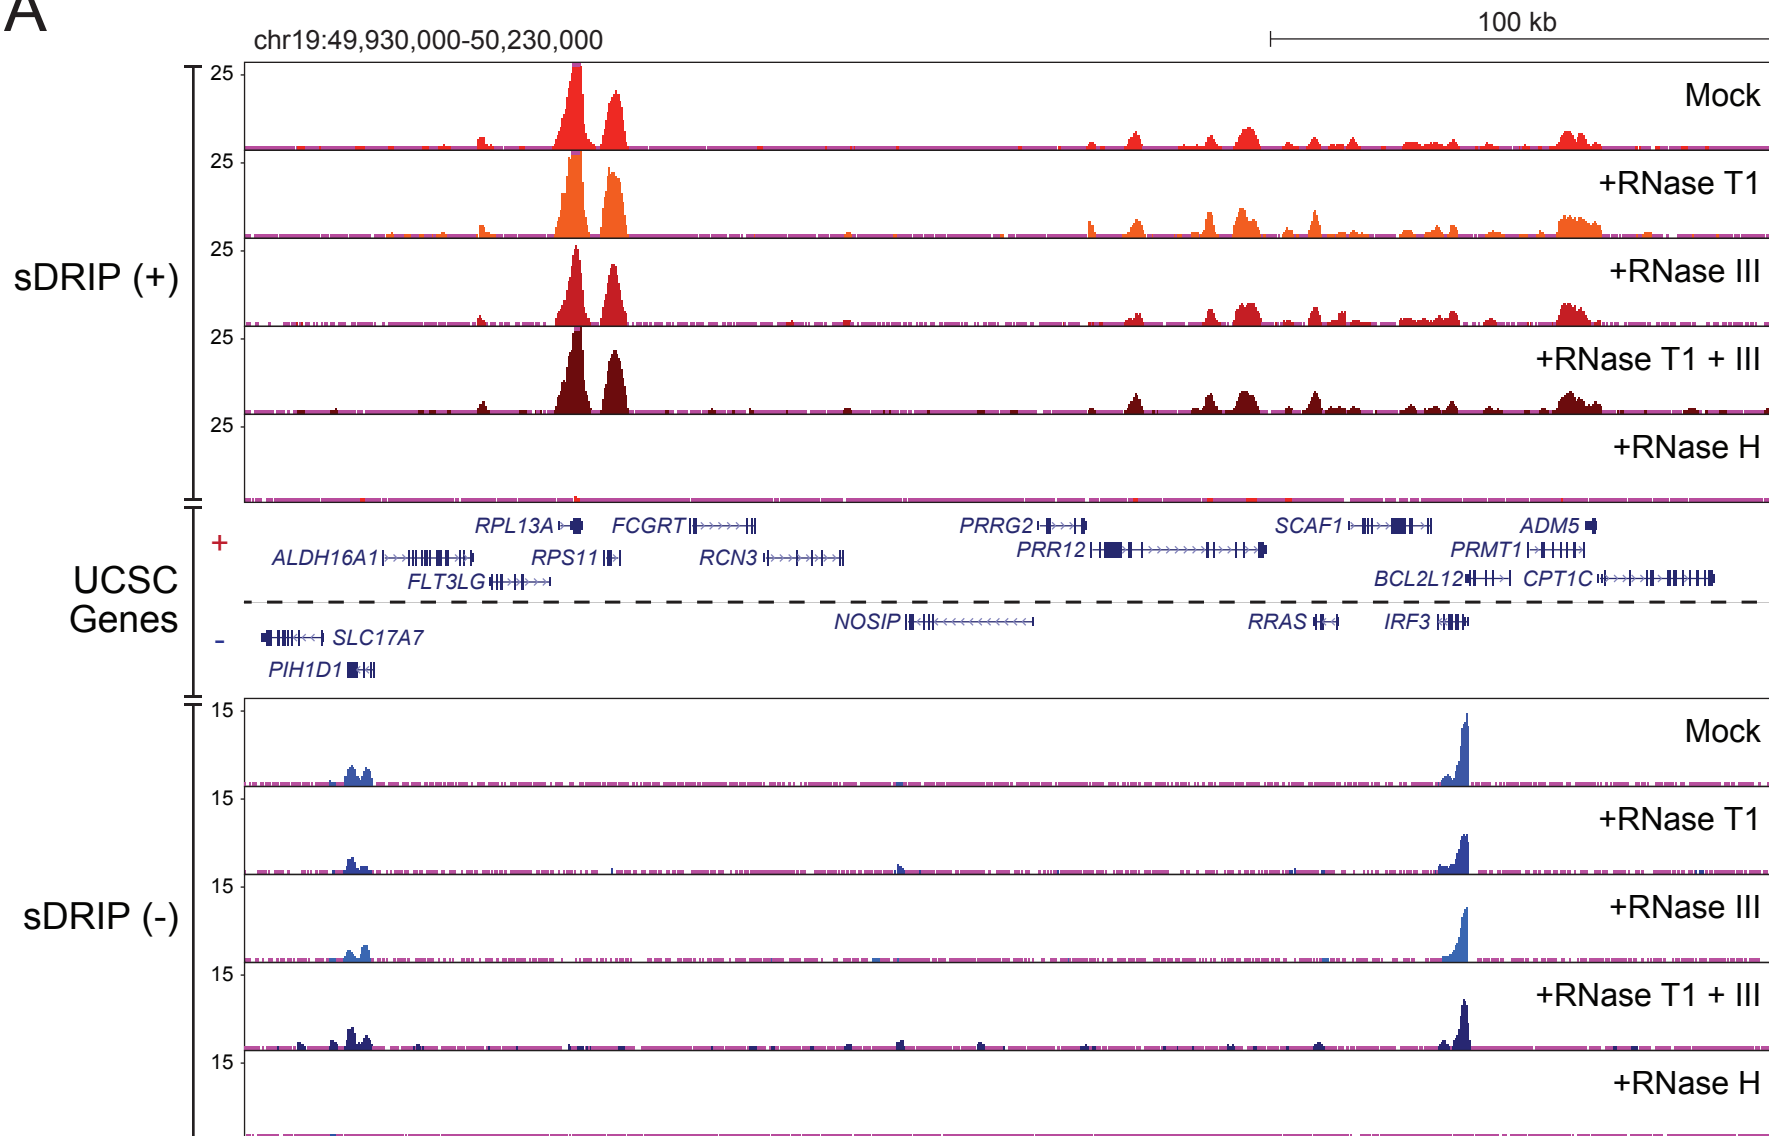 A
100 kb
chr19:49,930,000-50,230,000
25
Mock
25
+RNase T1
25
+RNase III
sDRIP (+)
25
+RNase T1 + III
25
+RNase H
RPL13A FCGRT PRRG2 SCAF1 ADM5
+
ALDH16A1 RPS11 RCN3 PRR12 PRMT1
FLT3LG BCL2L12 CPT1C
UCSC
Genes
NOSIP RRAS IRF3
-
SLC17A7
PIH1D1
15
Mock
15
+RNase T1
15
+RNase III
sDRIP (-)
15
+RNase T1 + III
15
+RNase H